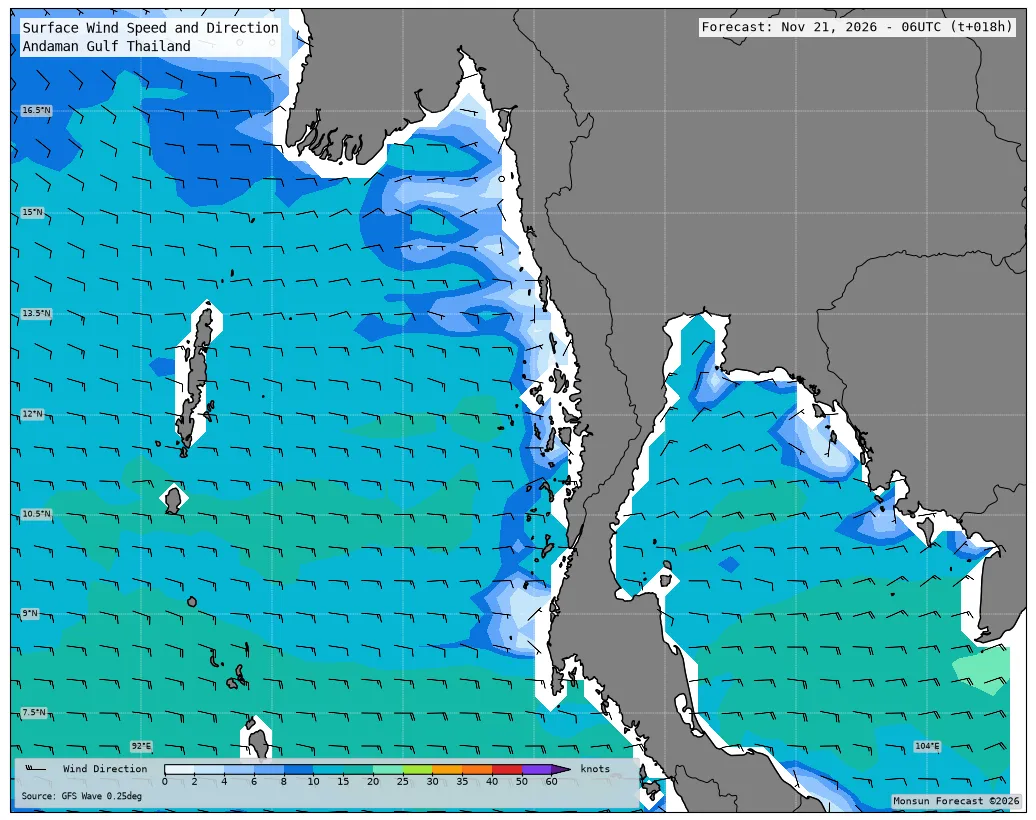 Surface Wind Speed and Direction
Andaman Gulf Thailand
Forecast: Nov 21, 2026 - 06UTC (t+018h)
16.5°N
15°N
13.5°N
12°N
10.5°N
9°N
7.5°N
92°E
104°E
Wind Direction
0 2 4 6 8 10 15 20 25 30 35 40 50 60
knots
Source: GFS Wave 0.25deg
Monsun Forecast ©2026